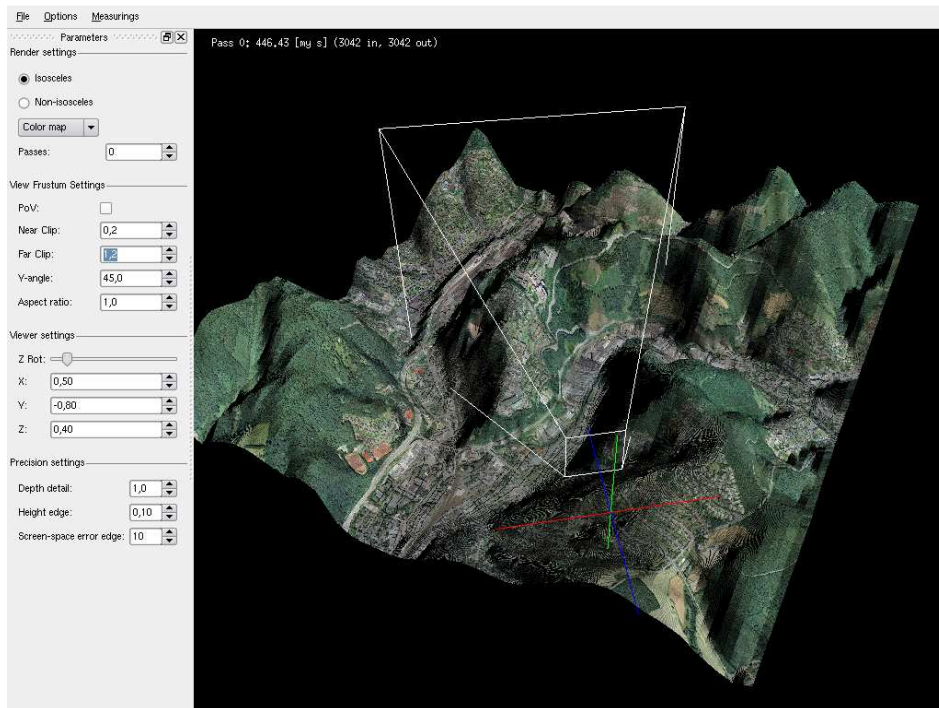 File Options Measurings
Parameters
Pass 0: 446.43 [my s] (3042 in, 3042 out)
Render settings
Isosceles
Non-isosceles
Color map
Passes: 0
View Frustum Settings
PoV:
Near Clip: 0,2
Far Clip: 1,2
Y-angle: 45,0
Aspect ratio: 1,0
Viewer settings
Z Rot:
X: 0,50
Y: -0,80
Z: 0,40
Precision settings
Depth detail: 1,0
Height edge: 0,10
Screen-space error edge: 10